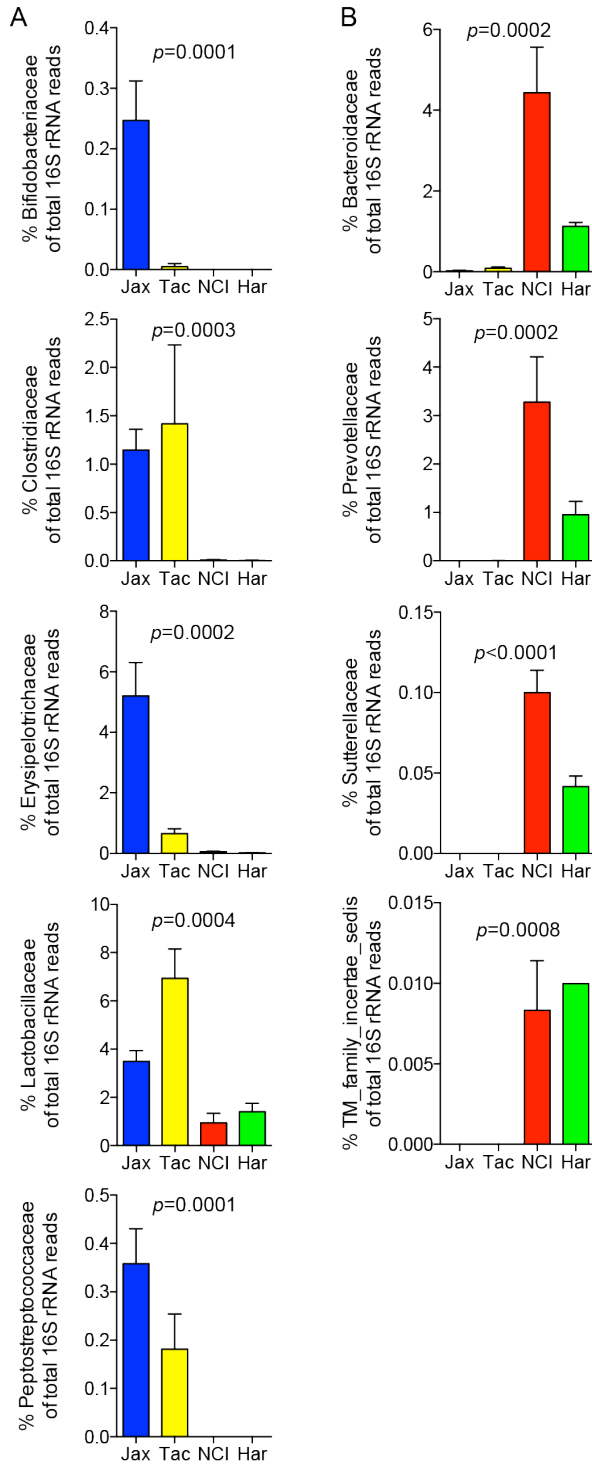 A
% Bifidobacteriaceae
of total 16S rRNA reads
p=0.0001
0.4
0.3
0.2
0.1
0.0
Jax Tac NCI Har
% Clostridiaceae
of total 16S rRNA reads
p=0.0003
2.5
2.0
1.5
1.0
0.5
0.0
Jax Tac NCI Har
% Erysipelotrichaceae
of total 16S rRNA reads
p=0.0002
8
6
4
2
0
Jax Tac NCI Har
% Lactobacillaceae
of total 16S rRNA reads
p=0.0004
10
8
6
4
2
0
Jax Tac NCI Har
% Peptostreptococcaceae
of total 16S rRNA reads
p=0.0001
0.5
0.4
0.3
0.2
0.1
0.0
Jax Tac NCI Har
B
% Bacteroidaceae
of total 16S rRNA reads
p=0.0002
6
4
2
0
Jax Tac NCI Har
% Prevotellaceae
of total 16S rRNA reads
p=0.0002
5
4
3
2
1
0
Jax Tac NCI Har
% Sutterellaceae
of total 16S rRNA reads
p<0.0001
0.15
0.10
0.05
0.00
Jax Tac NCI Har
% TM_family_incertae_sedis
of total 16S rRNA reads
p=0.0008
0.015
0.010
0.005
0.000
Jax Tac NCI Har